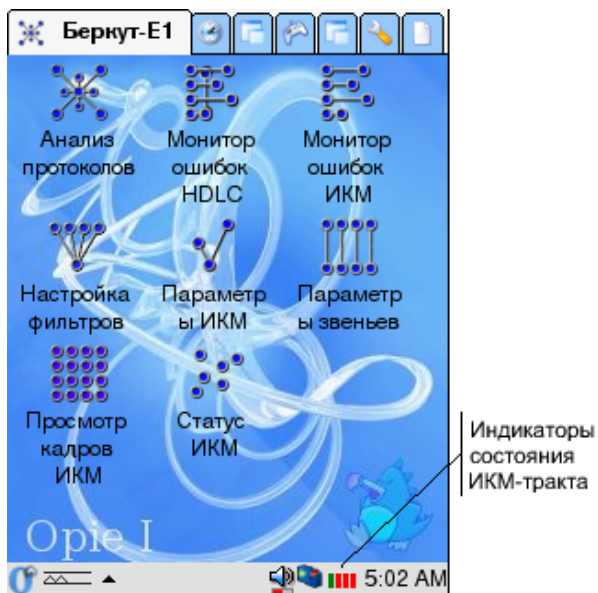 Беркут-Е1
Анализ
протоколов
Монитор
ошибок
HDLC
Монитор
ошибок
ИКМ
Настройка
фильтров
Параметр
ы ИКМ
Параметр
ы звеньев
Просмотр
кадров
ИКМ
Статус
ИКМ
Индикаторы
состояния
ИКМ-тракта
Opie I
5:02 AM